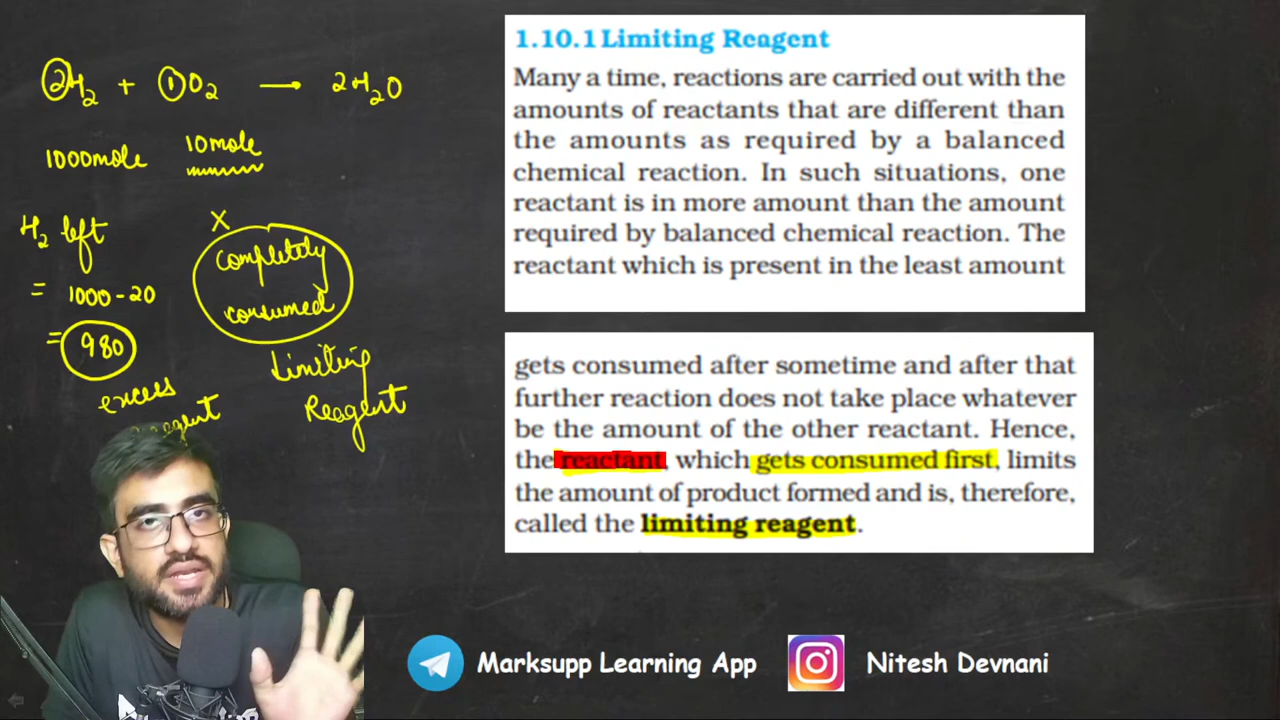 ②H₂ + ①O₂ → 2H₂O
1000mole 10mole
H₂ left
= 1000-20
= 980
excess
X
completely
consumed
Limiting
Reagent
1.10.1 Limiting Reagent
Many a time, reactions are carried out with the
amounts of reactants that are different than
the amounts as required by a balanced
chemical reaction. In such situations, one
reactant is in more amount than the amount
required by balanced chemical reaction. The
reactant which is present in the least amount
gets consumed after sometime and after that
further reaction does not take place whatever
be the amount of the other reactant. Hence,
the reactant, which gets consumed first, limits
the amount of product formed and is, therefore,
called the limiting reagent.
Marksupp Learning App
Nitesh Devnani